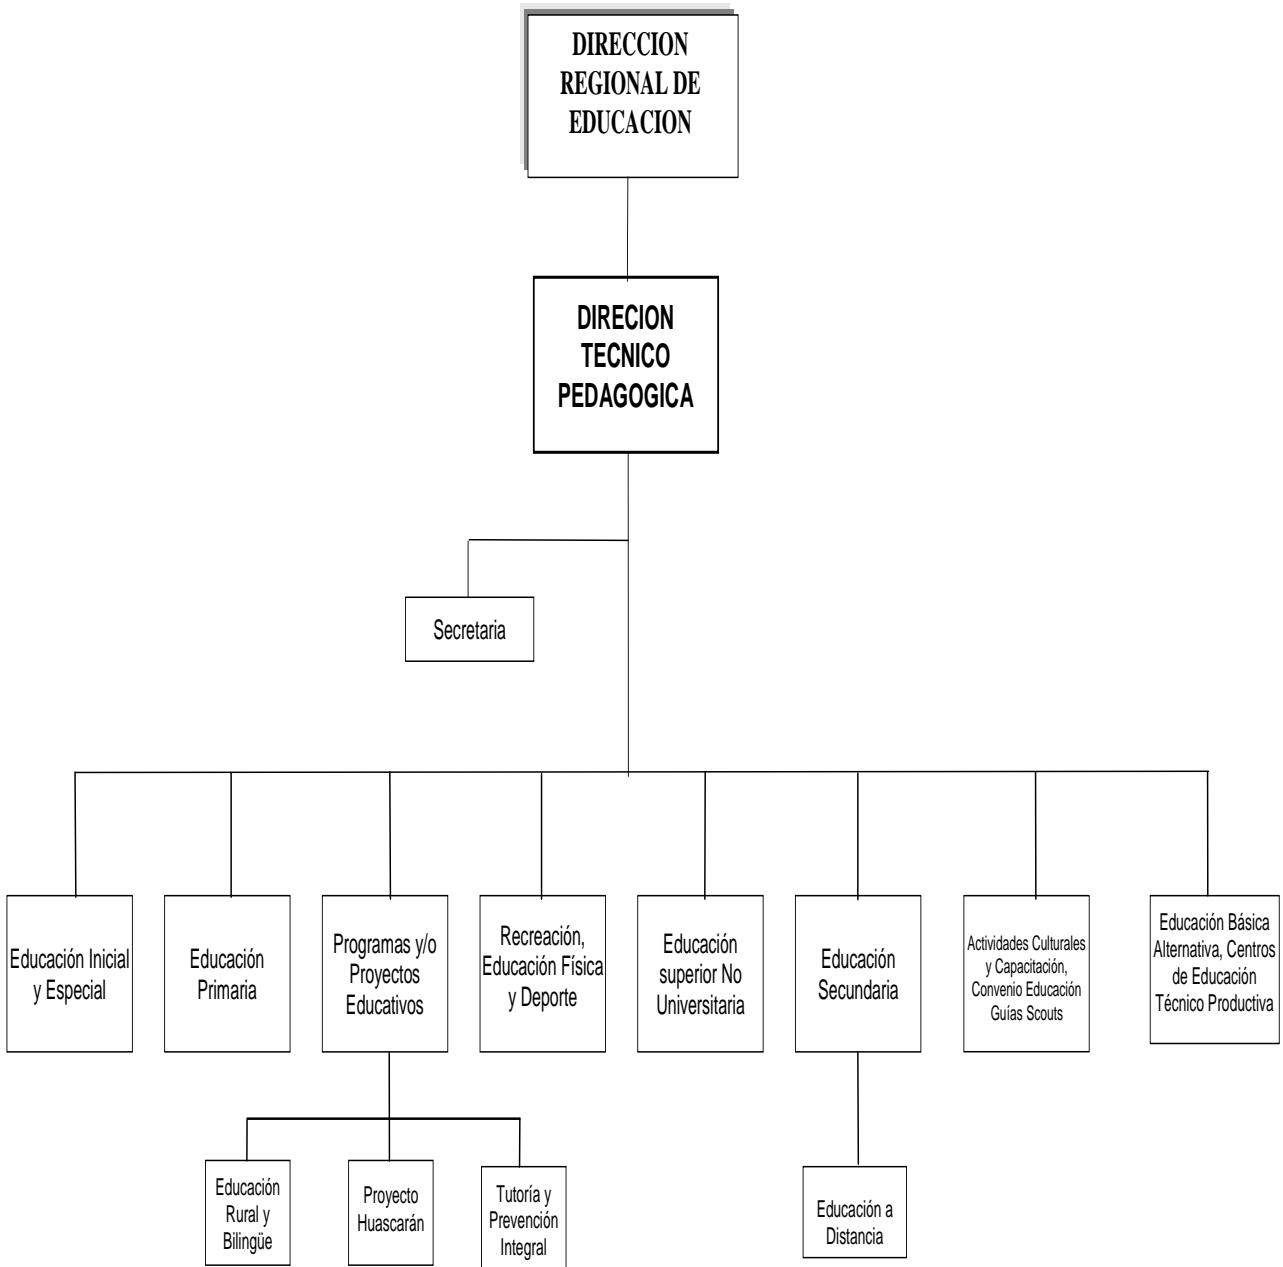 DIRECCION
REGIONAL DE
EDUCACION
DIRECION
TECNICO
PEDAGOGICA
Secretaria
Educación Inicial
y Especial
Educación
Primaria
Programas y/o
Proyectos
Educativos
Recreación,
Educación Física
y Deporte
Educación
superior No
Universitaria
Educación
Secundaria
Actividades Culturales
y Capacitación,
Convenio Educación
Guías Scouts
Educación Básica
Alternativa, Centros
de Educación
Técnico Productiva
Educación
Rural y
Bilingüe
Proyecto
Huascarán
Tutoría y
Prevención
Integral
Educación a
Distancia